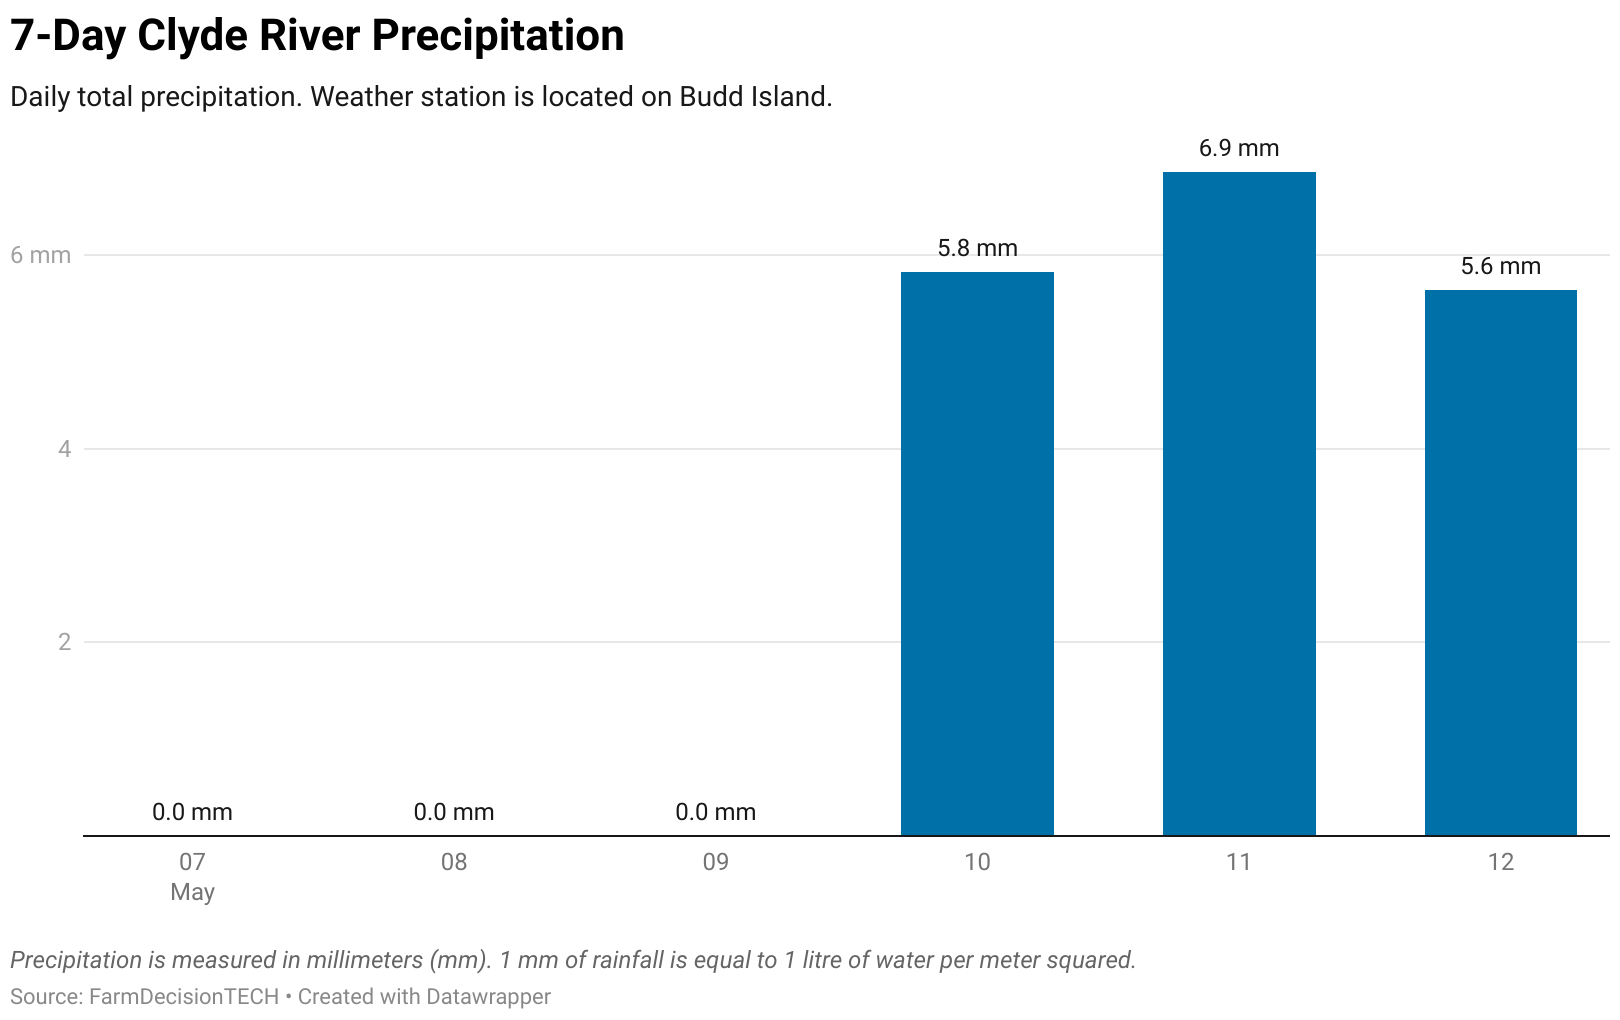 7-Day Clyde River Precipitation
Daily total precipitation. Weather station is located on Budd Island.
6.9 mm
6 mm
5.8 mm
5.6 mm
4
2
0.0 mm 0.0 mm 0.0 mm
07 08 09 10 11 12
May
Precipitation is measured in millimeters (mm). 1 mm of rainfall is equal to 1 litre of water per meter squared.
Source: FarmDecisionTECH • Created with Datawrapper